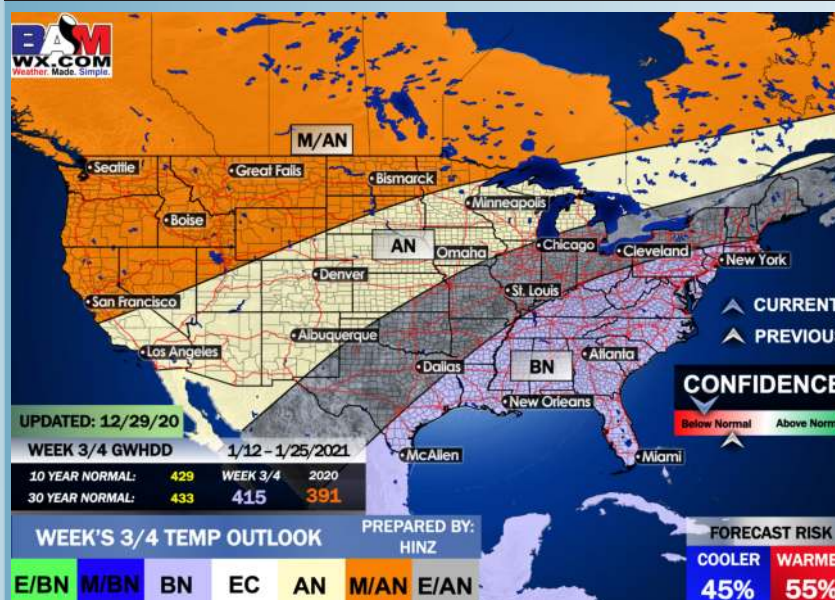 BAM
WX.COM
Weather. Made. Simple.
M/AN
Seattle
Great Falls
Bismarck
Minneapolis
Boise
AN
Omaha
Chicago
Cleveland
New York
Denver
San Francisco
St. Louis
CURRENT
PREVIOUS
Albuquerque
Los Angeles
Dallas
BN
Atlanta
CONFIDENCE
New Orleans
Below Normal Above Norm
UPDATED: 12/29/20
WEEK 3/4 GWHDD 1/12 – 1/25/2021
McAllen
Miami
10 YEAR NORMAL: 429 WEEK 3/4 2020
30 YEAR NORMAL: 433 415 391
WEEK'S 3/4 TEMP OUTLOOK
PREPARED BY:
HINZ
FORECAST RISK
COOLER WARME
45% 55%
E/BN M/BN BN EC AN M/AN E/AN